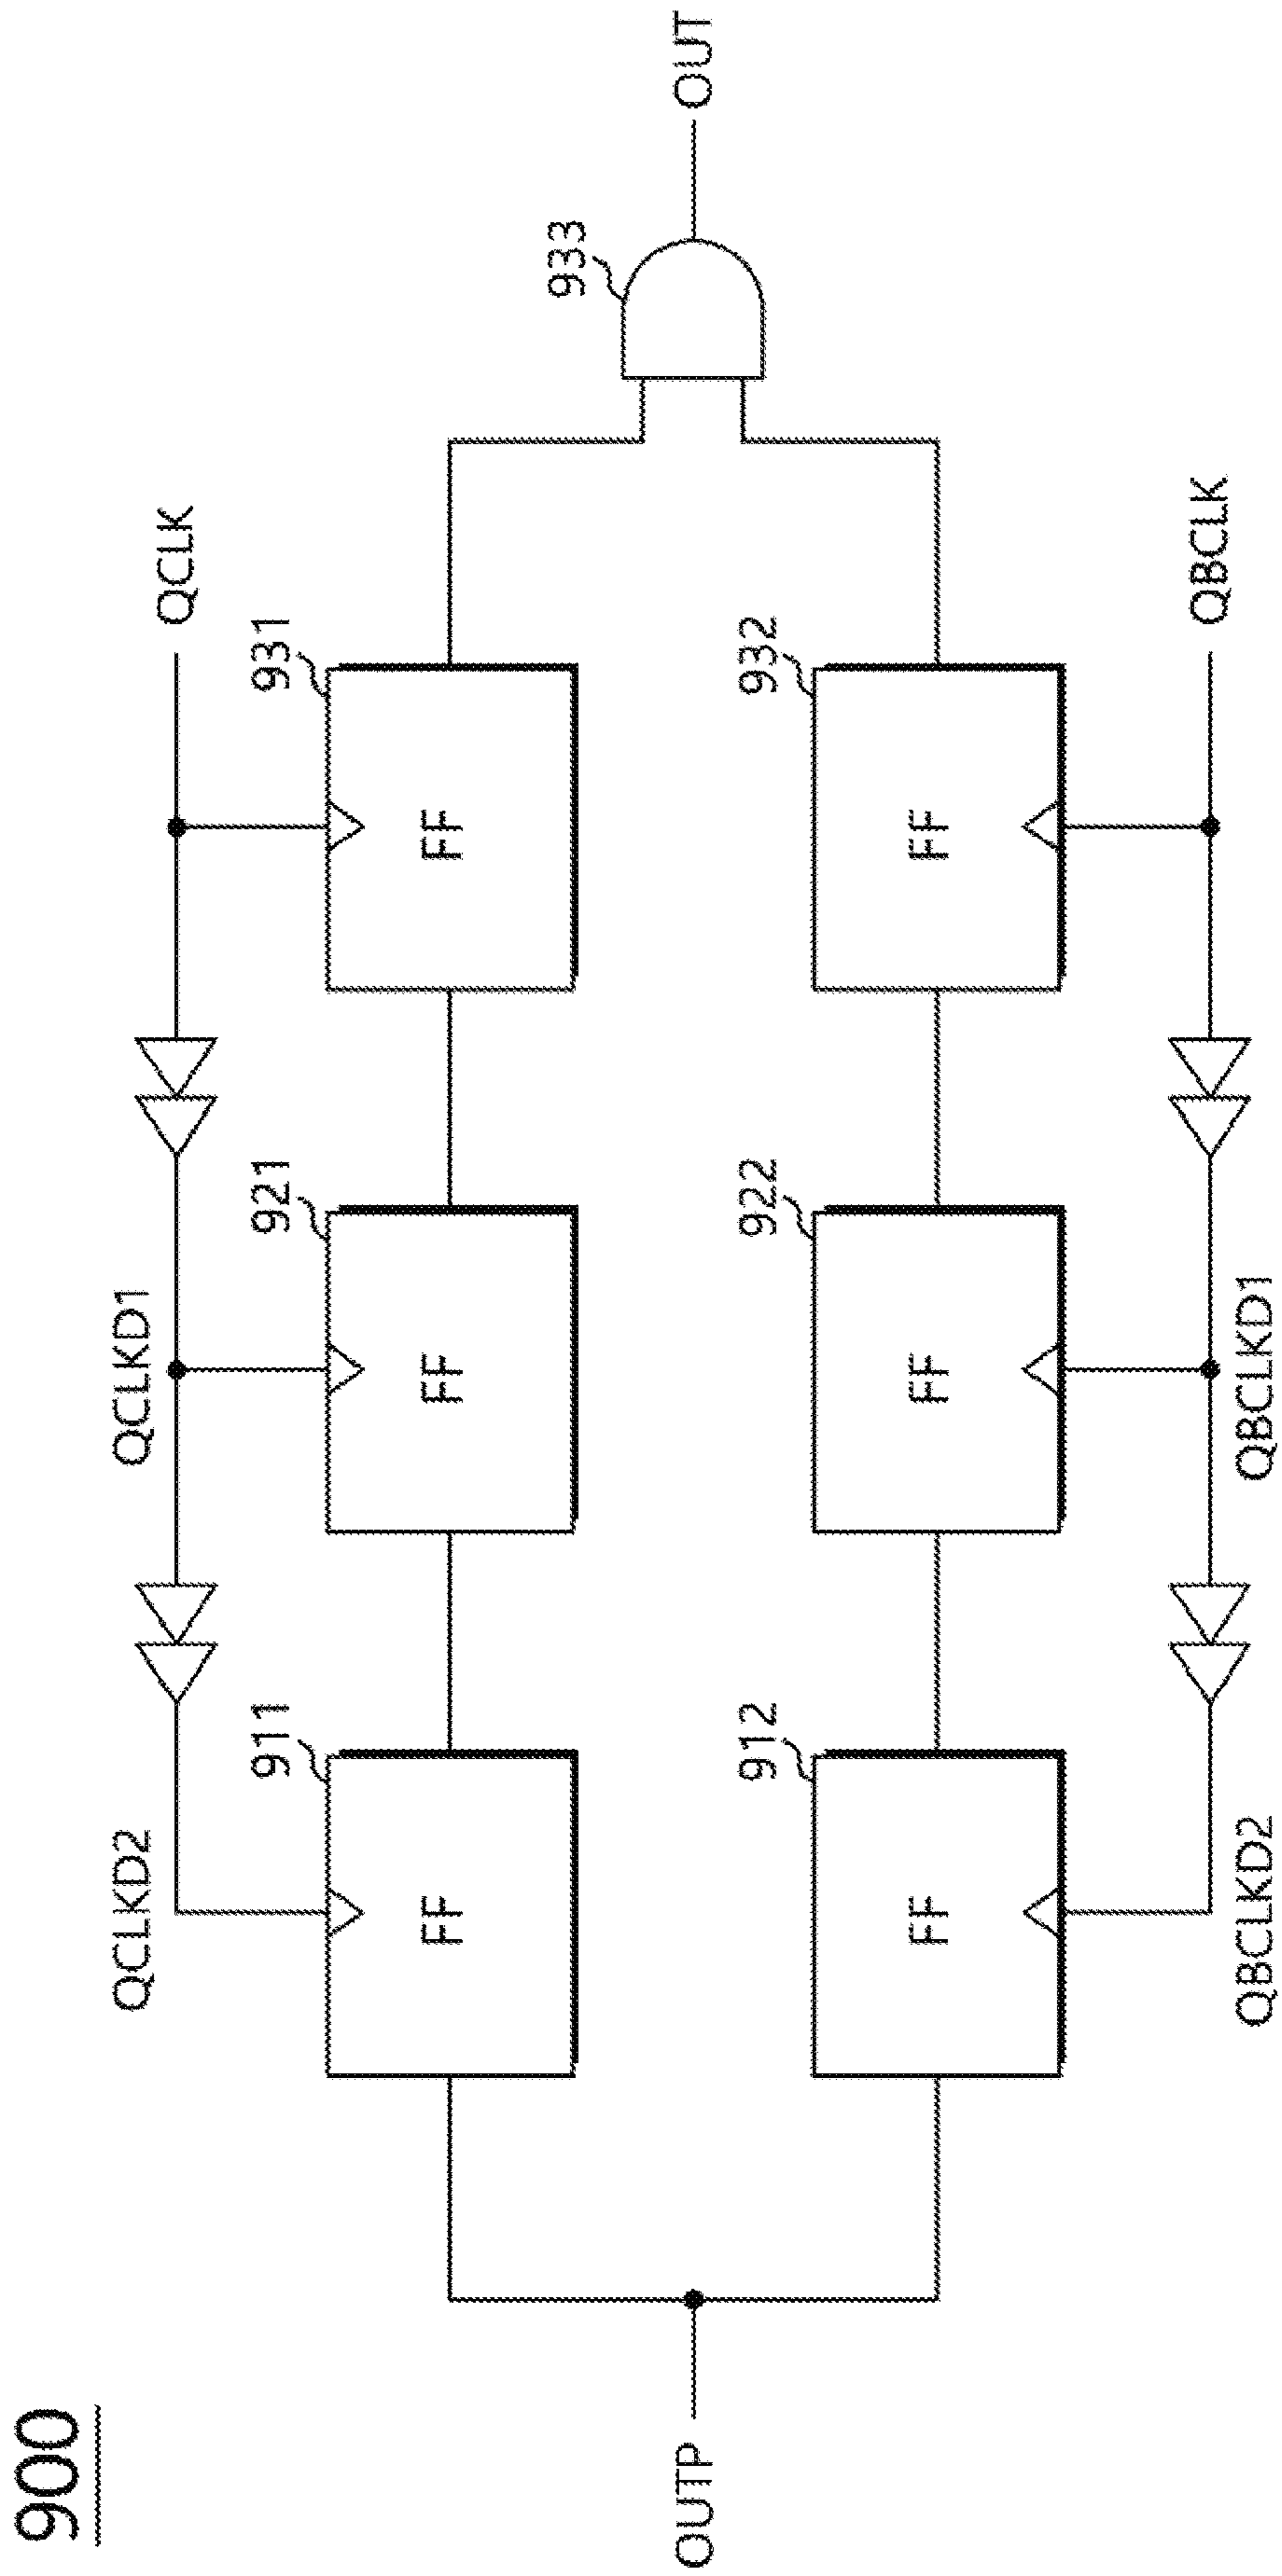 900
QCLKD2
QCLKD1
QCLK
911
921
931
FF
FF
FF
933
OUTP
OUT
912
922
932
FF
FF
FF
QBCLKD2
QBCLKD1
QBCLK